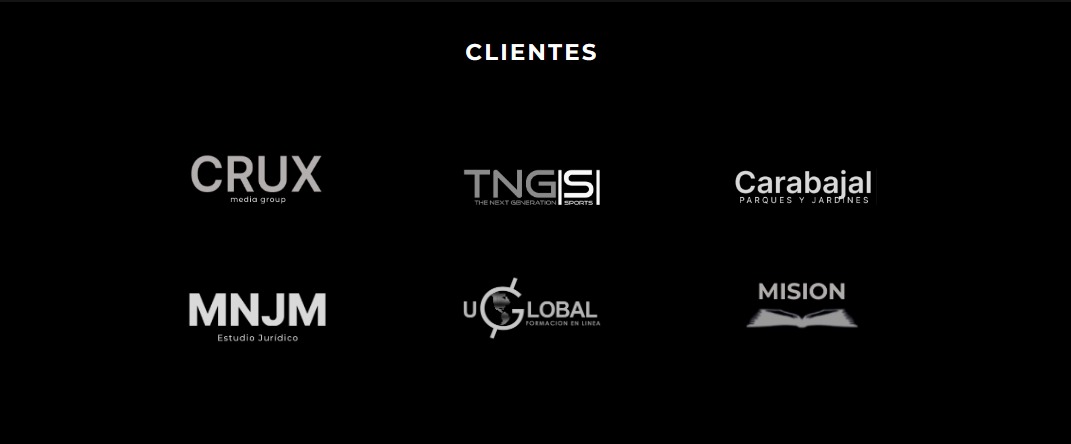 CLIENTES
CRUX
media group
TNG|S|
THE NEXT GENERATION SPORTS
Carabajal
PARQUES Y JARDINES
MNJM
Estudio Jurídico
U GLOBAL
FORMACION EN LINEA
MISION